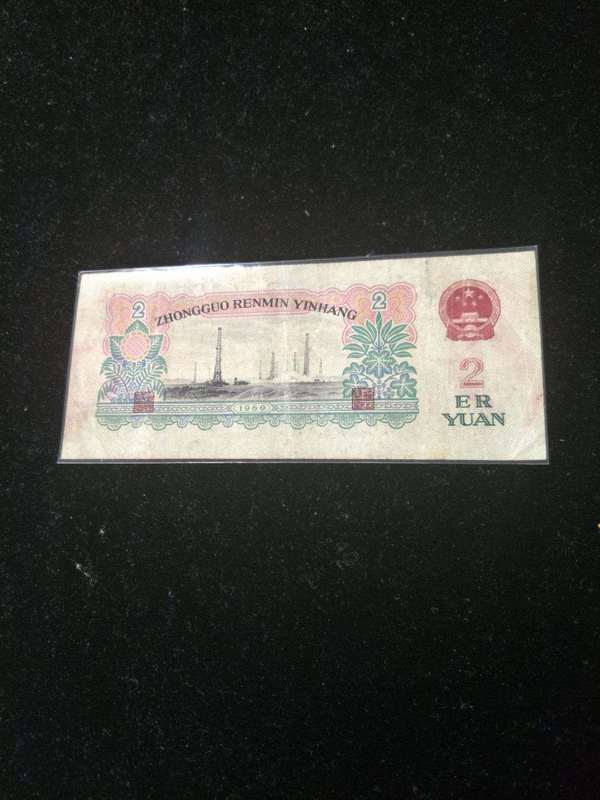 2 2
ZHONGGUO RENMIN YINHANG
1960
2
ER
YUAN